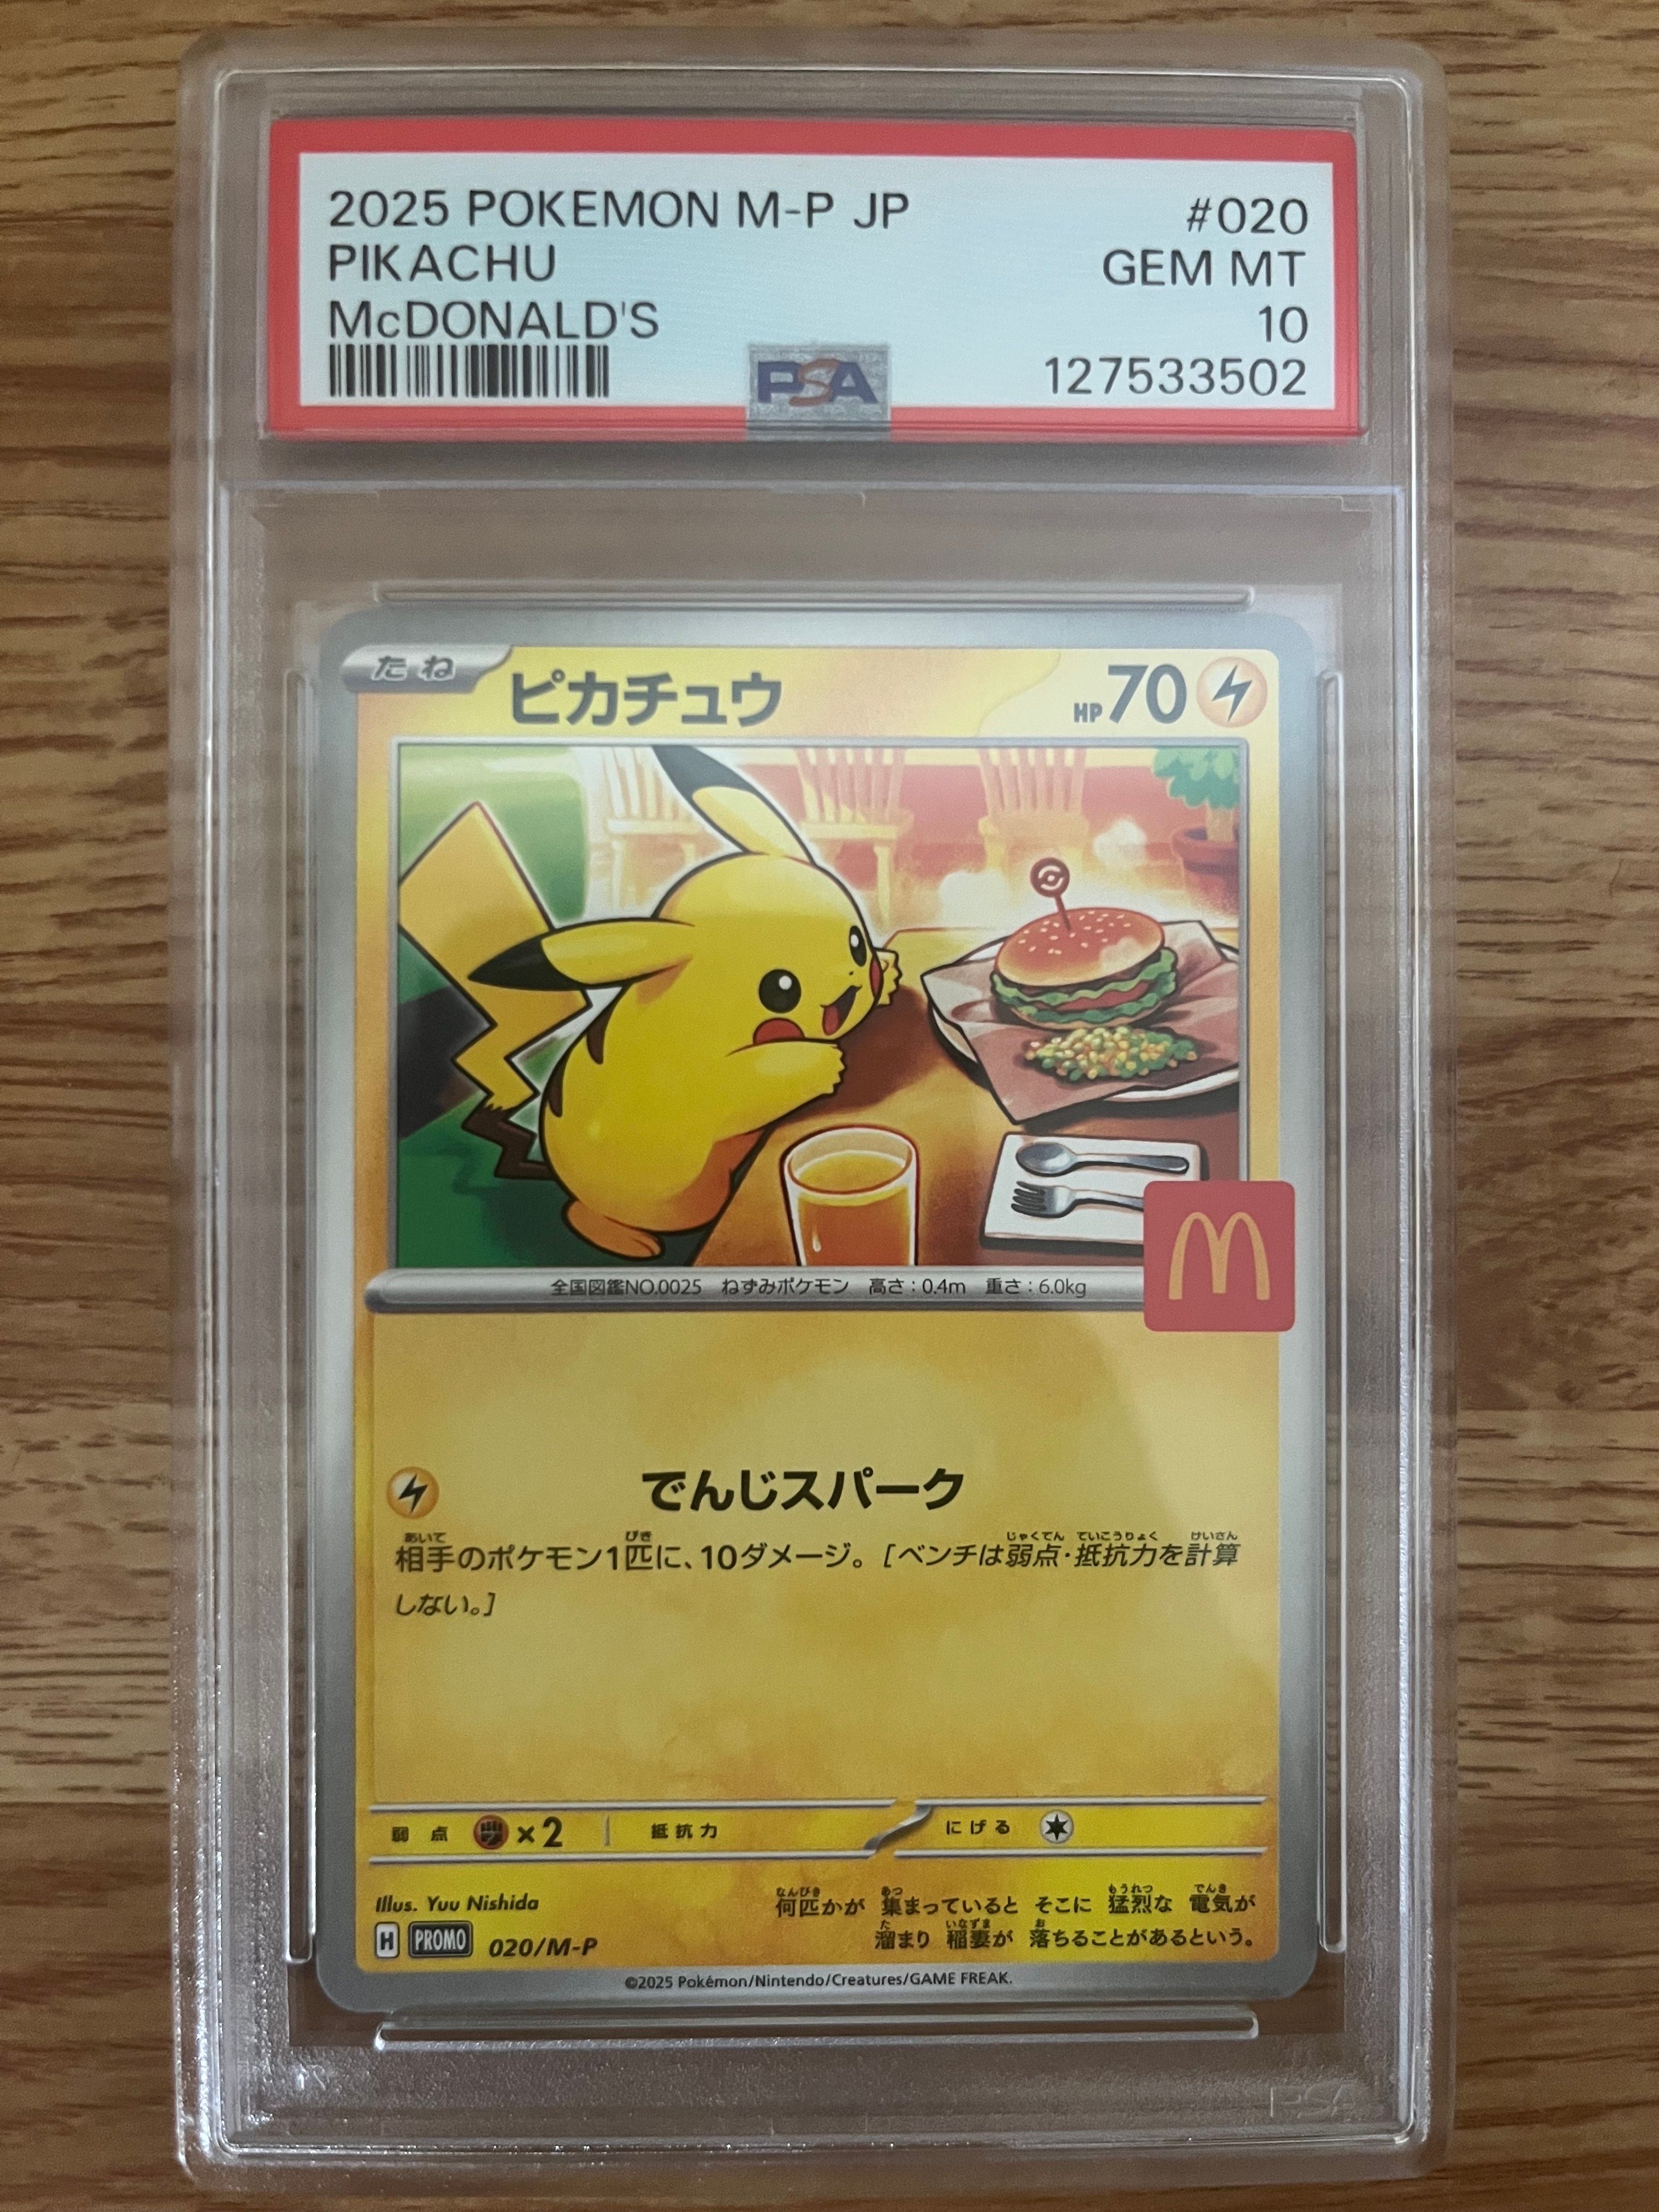 2025 POKEMON M-P JP #020
PIKACHU GEM MT
McDONALD'S 10
PSA 127533502
たね ピカチュウ HP70
全国図鑑NO.0025 ねずみポケモン 高さ:0.4m 重さ:6.0kg
M
でんじスパーク
相手のポケモン1匹に、10ダメージ。[ベンチは弱点・抵抗力を計算
しない。]
弱点 ×2 抵抗力 にげる
Illus. Yuu Nishida
何匹かが 集まっていると そこに 猛烈な 電気が
溜まり 稲妻が 落ちることがあるという。
H PROMO 020/M-P
©2025 Pokémon/Nintendo/Creatures/GAME FREAK.
PSA